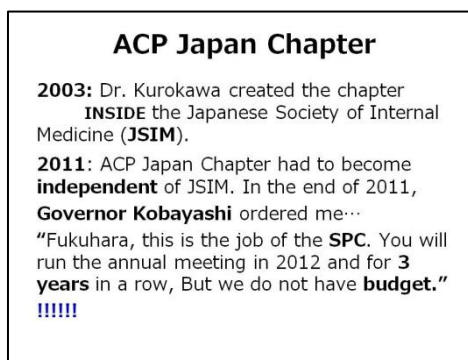 ACP Japan Chapter
2003: Dr. Kurokawa created the chapter
INSIDE the Japanese Society of Internal
Medicine (JSIM).
2011: ACP Japan Chapter had to become
independent of JSIM. In the end of 2011,
Governor Kobayashi ordered me…
“Fukuhara, this is the job of the SPC. You will
run the annual meeting in 2012 and for 3
years in a row, But we do not have budget.”
!!!!!!